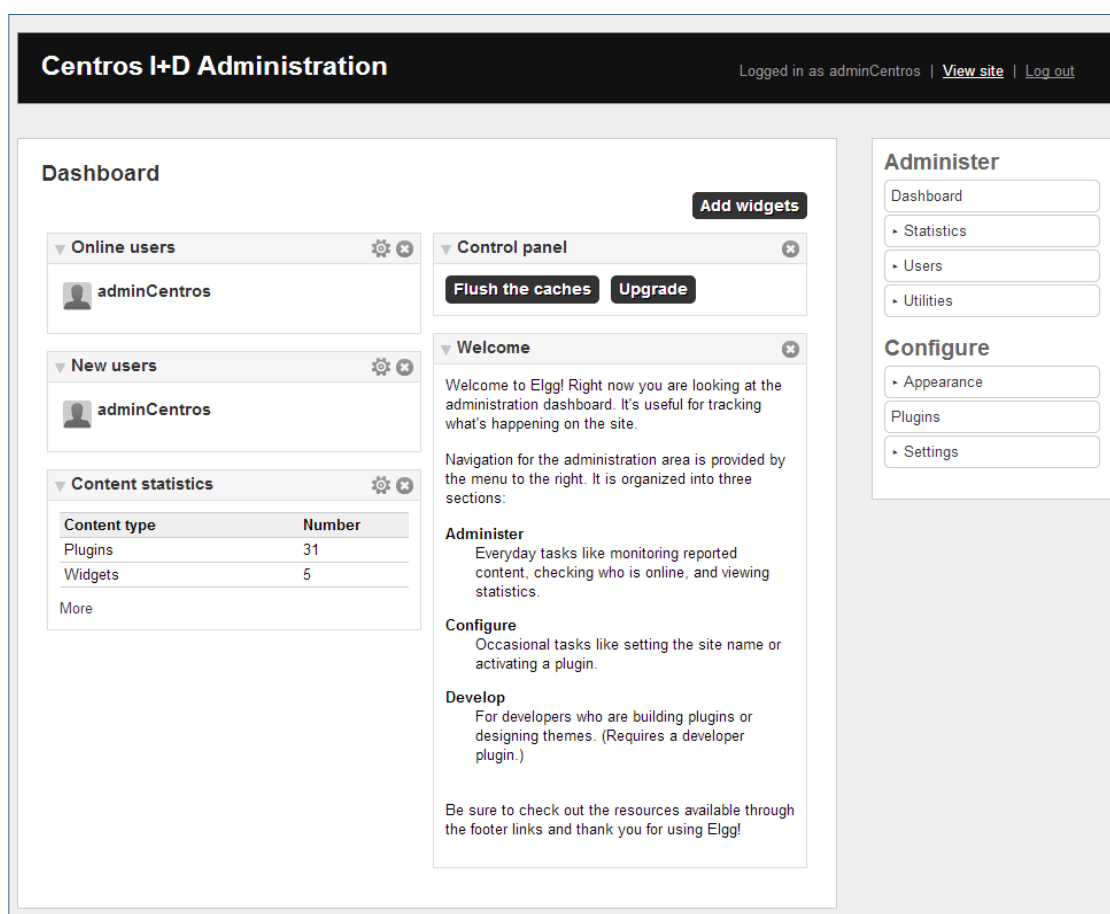 Centros I+D Administration
Logged in as adminCentros | View site | Log out
Dashboard
Add widgets
Online users
adminCentros
New users
adminCentros
Content statistics
Content type Number
Plugins 31
Widgets 5
More
Control panel
Flush the caches Upgrade
Welcome
Welcome to Elgg! Right now you are looking at the
administration dashboard. It's useful for tracking
what's happening on the site.
Navigation for the administration area is provided by
the menu to the right. It is organized into three
sections:
Administer
Everyday tasks like monitoring reported
content, checking who is online, and viewing
statistics.
Configure
Occasional tasks like setting the site name or
activating a plugin.
Develop
For developers who are building plugins or
designing themes. (Requires a developer
plugin.)
Be sure to check out the resources available through
the footer links and thank you for using Elgg!
Administer
Dashboard
Statistics
Users
Utilities
Configure
Appearance
Plugins
Settings